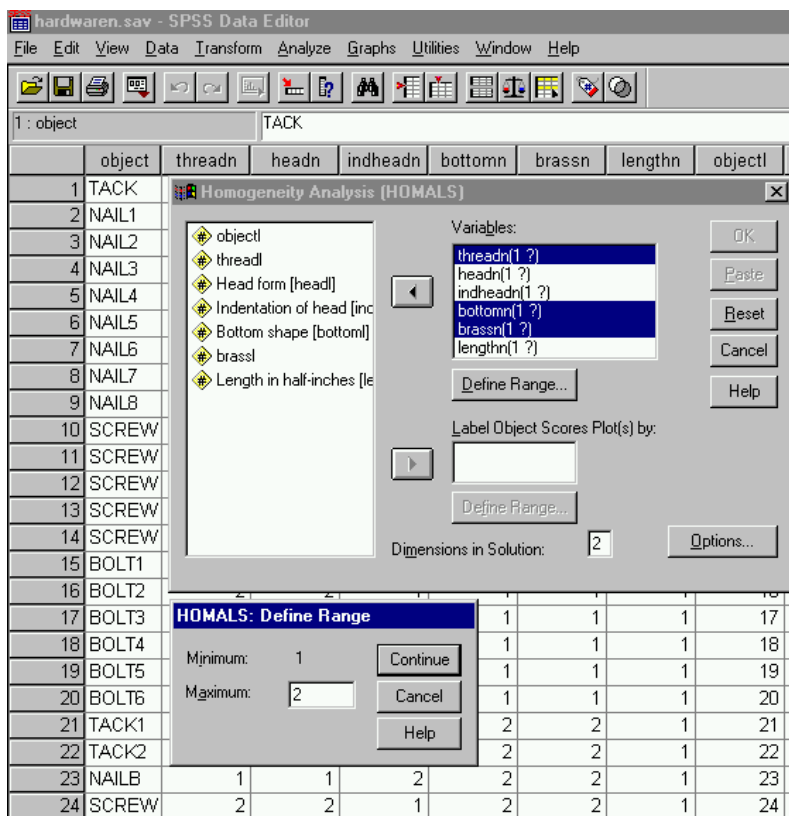 hardwaren.sav - SPSS Data Editor
File Edit View Data Transform Analyze Graphs Utilities Window Help
1 : object TACK
object threadn headn indheadn bottomn brassn lengthn objectl
1 TACK
2 NAIL1
3 NAIL2
4 NAIL3
5 NAIL4
6 NAIL5
7 NAIL6
8 NAIL7
9 NAIL8
10 SCREW
11 SCREW
12 SCREW
13 SCREW
14 SCREW
15 BOLT1
16 BOLT2
17 BOLT3 1 1 1 17
18 BOLT4 1 1 1 18
19 BOLT5 1 1 1 19
20 BOLT6 1 1 1 20
21 TACK1 2 2 1 21
22 TACK2 2 2 1 22
23 NAILB 1 1 2 2 2 1 23
24 SCREW 2 2 1 2 2 1 24
Homogeneity Analysis (HOMALS)
objectl
threadl
Head form [headl]
Indentation of head [inc
Bottom shape [bottoml]
brassl
Length in half-inches [le
Variables:
threadn(1 ?)
headn(1 ?)
indheadn(1 ?)
bottomn(1 ?)
brassn(1 ?)
lengthn(1 ?)
Define Range...
Label Object Scores Plot(s) by:
Define Range...
Dimensions in Solution: 2
OK
Paste
Reset
Cancel
Help
Options...
HOMALS: Define Range
Minimum: 1
Maximum: 2
Continue
Cancel
Help